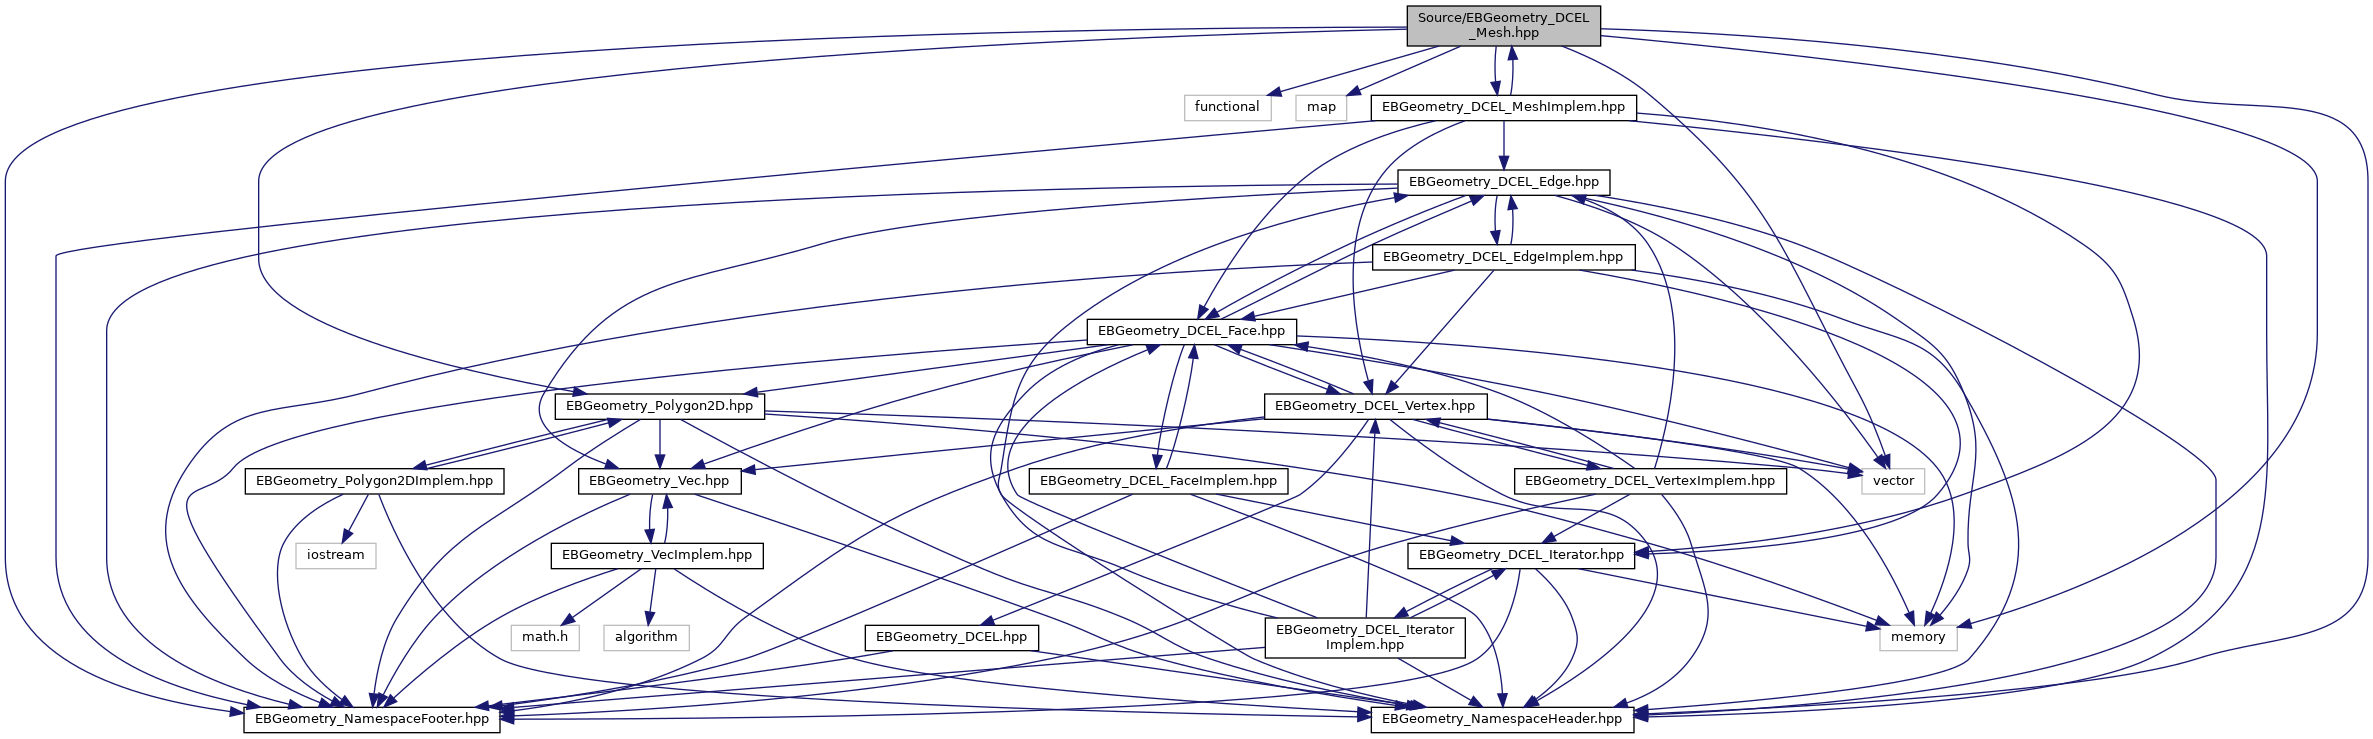 Source/EBGeometry_DCEL
_Mesh.hpp
functional
map
EBGeometry_DCEL_MeshImplem.hpp
EBGeometry_DCEL_Edge.hpp
EBGeometry_DCEL_EdgeImplem.hpp
EBGeometry_DCEL_Face.hpp
EBGeometry_Polygon2D.hpp
EBGeometry_DCEL_Vertex.hpp
EBGeometry_Polygon2DImplem.hpp
EBGeometry_Vec.hpp
EBGeometry_DCEL_FaceImplem.hpp
EBGeometry_DCEL_VertexImplem.hpp
vector
iostream
EBGeometry_VecImplem.hpp
EBGeometry_DCEL_Iterator.hpp
math.h
algorithm
EBGeometry_DCEL.hpp
EBGeometry_DCEL_Iterator
Implem.hpp
memory
EBGeometry_NamespaceFooter.hpp
EBGeometry_NamespaceHeader.hpp